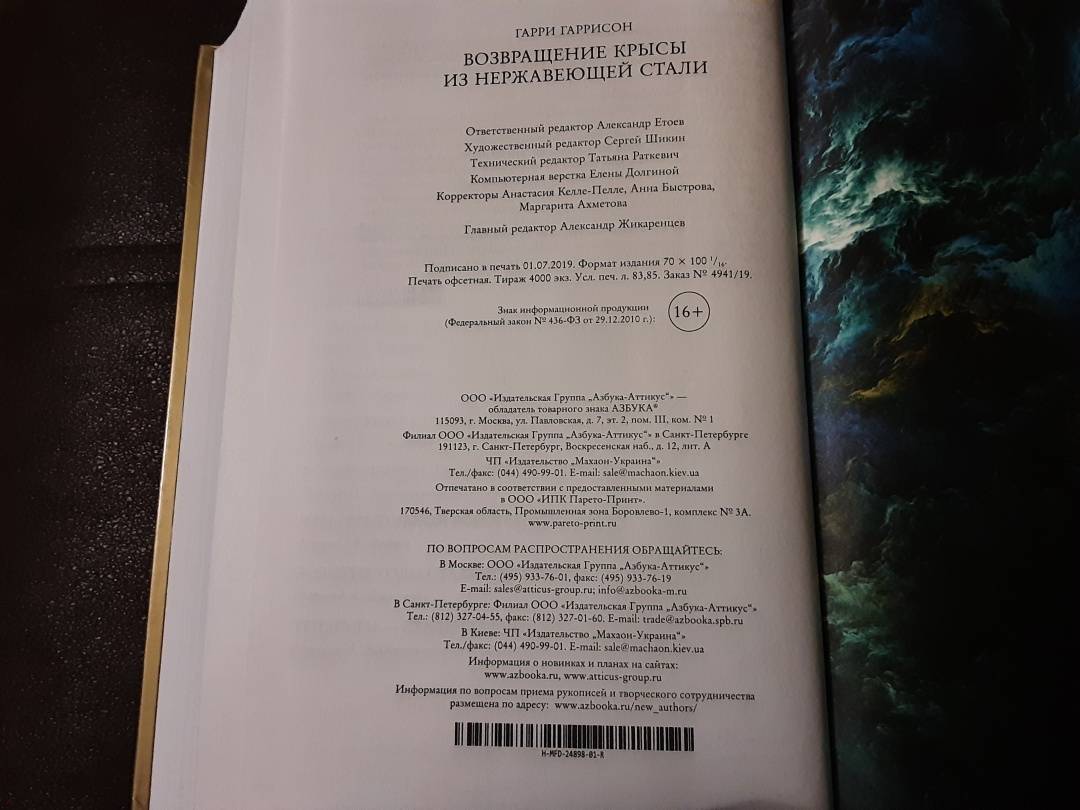 ГАРРИ ГАРРИСОН
ВОЗВРАЩЕНИЕ КРЫСЫ
ИЗ НЕРЖАВЕЮЩЕЙ СТАЛИ
Ответственный редактор Александр Етоев
Художественный редактор Сергей Шикин
Технический редактор Татьяна Раткевич
Компьютерная верстка Елены Долгиной
Корректоры Анастасия Келле-Пелле, Анна Быстрова,
Маргарита Ахметова
Главный редактор Александр Жикаренцев
Подписано в печать 01.07.2019. Формат издания 70 × 100 1/16.
Печать офсетная. Тираж 4000 экз. Усл. печ. л. 83,85. Заказ № 4941/19.
Знак информационной продукции
(Федеральный закон № 436-ФЗ от 29.12.2010 г.):
16+
ООО «Издательская Группа „Азбука-Аттикус“» —
обладатель товарного знака АЗБУКА®
115093, г. Москва, ул. Павловская, д. 7, эт. 2, пом. III, ком. № 1
Филиал ООО «Издательская Группа „Азбука-Аттикус“» в Санкт-Петербурге
191123, г. Санкт-Петербург, Воскресенская наб., д. 12, лит. А
ЧП «Издательство „Махаон-Украина“»
Тел./факс: (044) 490-99-01. E-mail: sale@machaon.kiev.ua
Отпечатано в соответствии с предоставленными материалами
в ООО «ИПК Парето-Принт».
170546, Тверская область, Промышленная зона Боровлево-1, комплекс № 3А.
www.pareto-print.ru
ПО ВОПРОСАМ РАСПРОСТРАНЕНИЯ ОБРАЩАЙТЕСЬ:
В Москве: ООО «Издательская Группа „Азбука-Аттикус“»
Тел.: (495) 933-76-01, факс: (495) 933-76-19
E-mail: sales@atticus-group.ru; info@azbooka-m.ru
В Санкт-Петербурге: Филиал ООО «Издательская Группа „Азбука-Аттикус“»
Тел.: (812) 327-04-55, факс: (812) 327-01-60. E-mail: trade@azbooka.spb.ru
В Киеве: ЧП «Издательство „Махаон-Украина“»
Тел./факс: (044) 490-99-01. E-mail: sale@machaon.kiev.ua
Информация о новинках и планах на сайтах:
www.azbooka.ru, www.atticus-group.ru
Информация по вопросам приема рукописей и творческого сотрудничества
размещена по адресу: www.azbooka.ru/new_authors/
H-MFD-24898-01-R